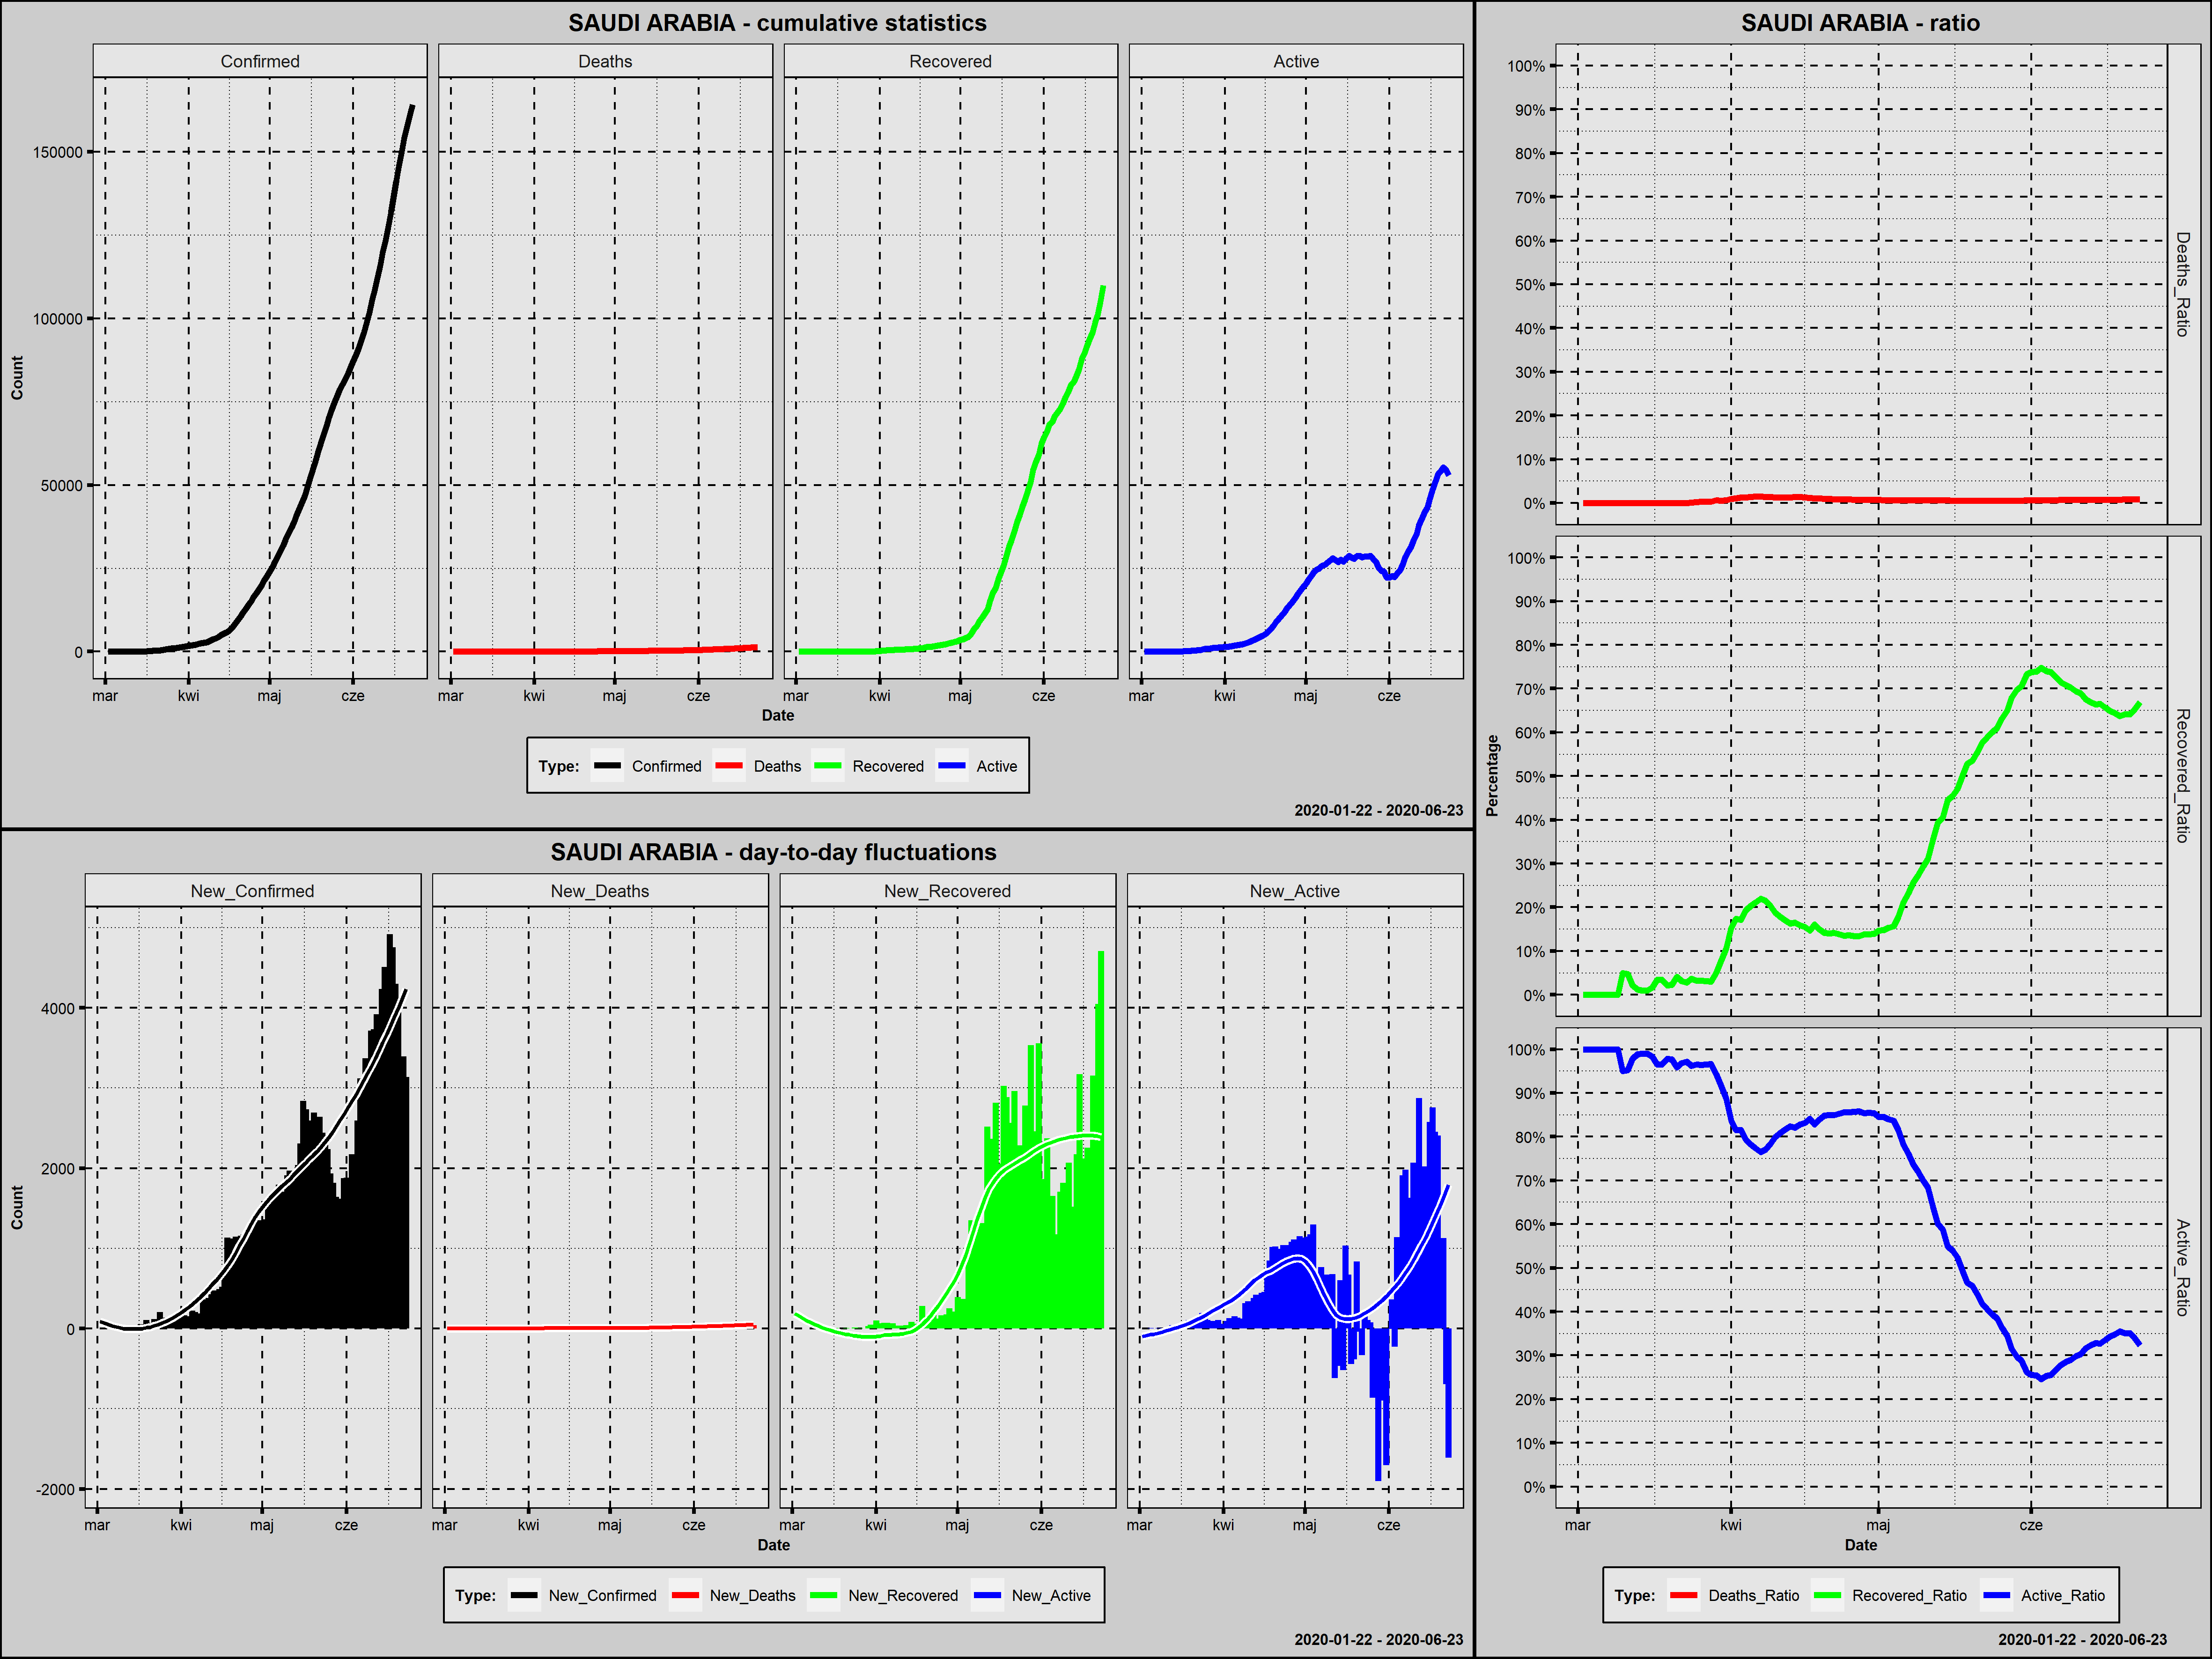 SAUDI ARABIA - cumulative statistics
Confirmed Deaths Recovered Active
Count
150000
100000
50000
0
mar kwi maj cze mar kwi maj cze mar kwi maj cze mar kwi maj cze
Date
Type: Confirmed Deaths Recovered Active
2020-01-22 - 2020-06-23
SAUDI ARABIA - day-to-day fluctuations
New_Confirmed New_Deaths New_Recovered New_Active
Count
4000
2000
0
-2000
mar kwi maj cze mar kwi maj cze mar kwi maj cze mar kwi maj cze
Date
Type: New_Confirmed New_Deaths New_Recovered New_Active
2020-01-22 - 2020-06-23
SAUDI ARABIA - ratio
Percentage
100%
90%
80%
70%
60%
50%
40%
30%
20%
10%
0%
Deaths_Ratio
100%
90%
80%
70%
60%
50%
40%
30%
20%
10%
0%
Recovered_Ratio
100%
90%
80%
70%
60%
50%
40%
30%
20%
10%
0%
Active_Ratio
mar kwi maj cze
Date
Type: Deaths_Ratio Recovered_Ratio Active_Ratio
2020-01-22 - 2020-06-23